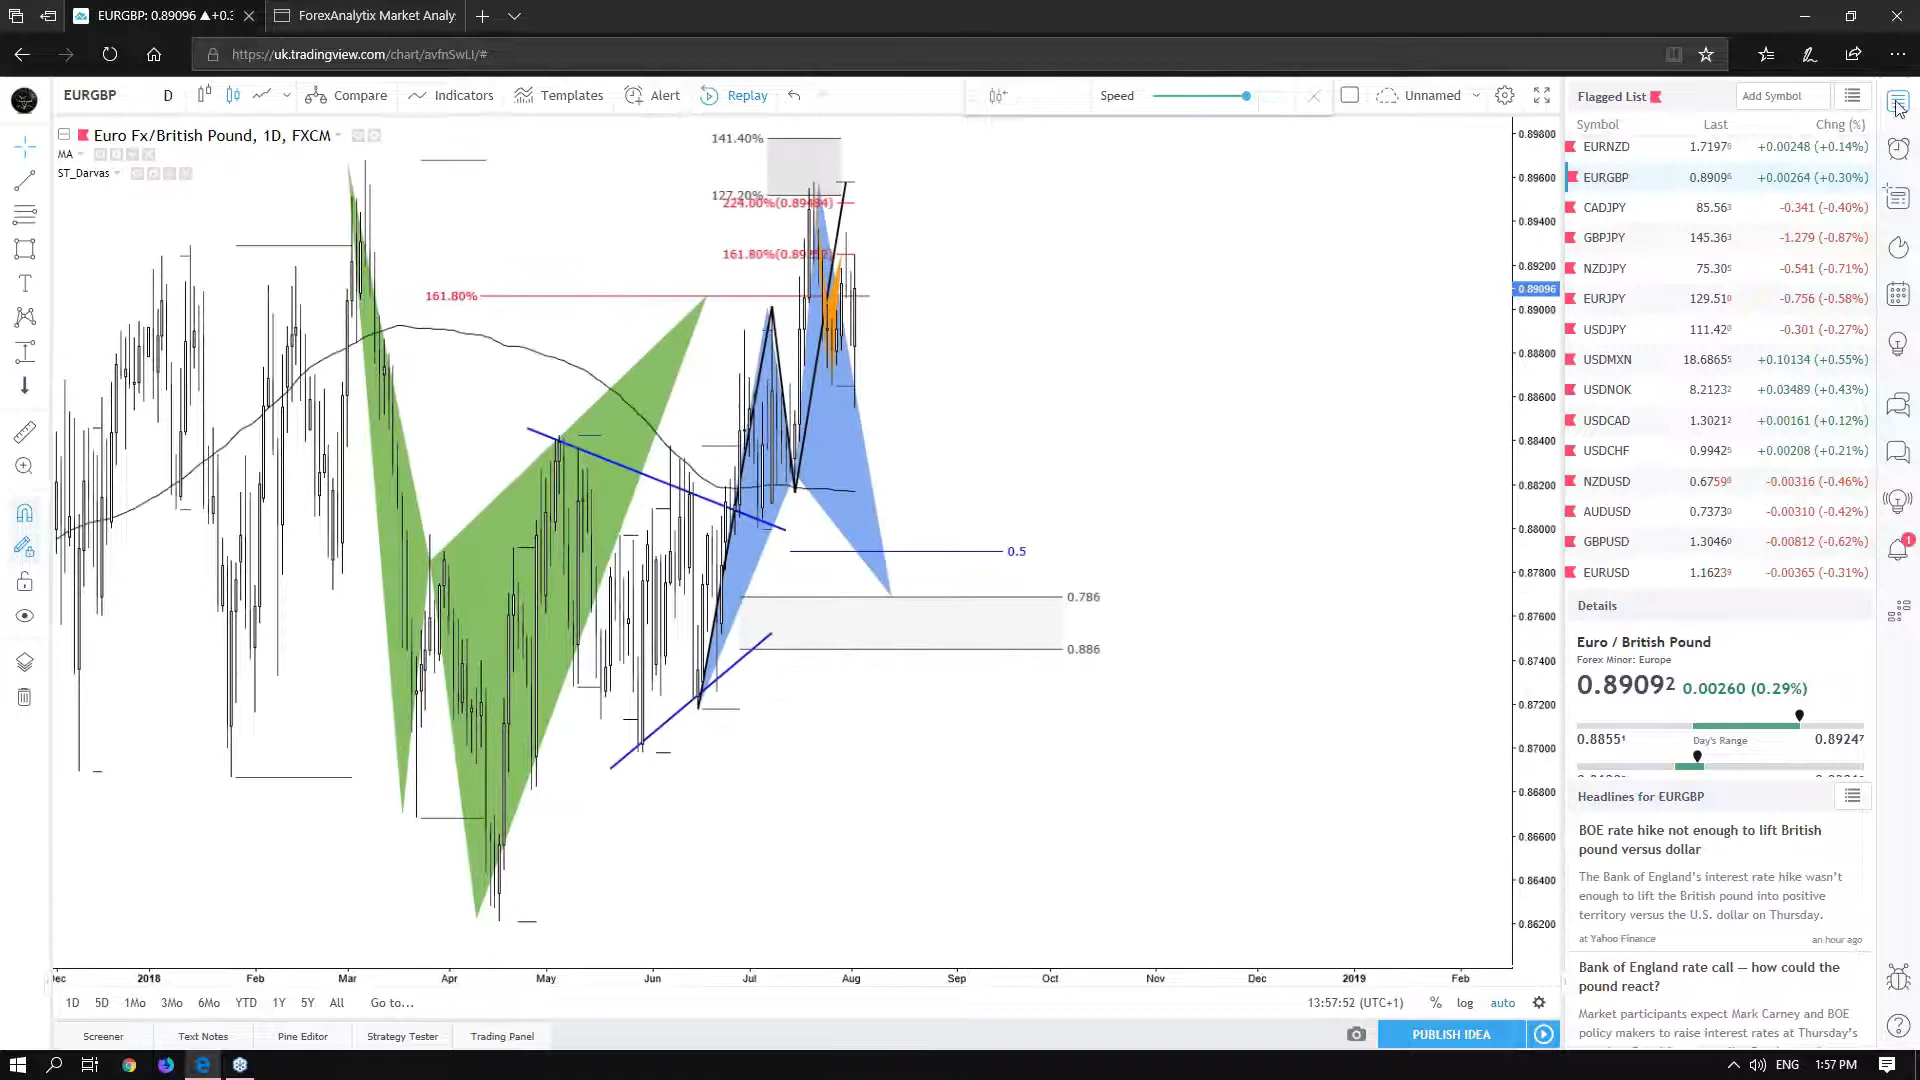 EURGBP: 0.89096 ▲+0.3
ForexAnalytix Market Analy
https://uk.tradingview.com/chart/avfnSwLI/#
EURGBP D Compare Indicators Templates Alert Replay Speed Unnamed
Euro Fx/British Pound, 1D, FXCM
MA
ST_Darvas
141.40%
127.20%
161.80%
0.5
0.786
0.886
0.89800
0.89600
0.89400
0.89200
0.89096
0.89000
0.88800
0.88600
0.88400
0.88200
0.88000
0.87800
0.87600
0.87400
0.87200
0.87000
0.86800
0.86600
0.86400
0.86200
2018 Feb Mar Apr May Jun Jul Aug Sep Oct Nov Dec 2019 Feb
1D 5D 1Mo 3Mo 6Mo YTD 1Y 5Y All Go to...
13:57:52 (UTC+1) % log auto
Screener Text Notes Pine Editor Strategy Tester Trading Panel
PUBLISH IDEA
Flagged List Add Symbol
Symbol Last Chng (%)
EURNZD 1.7197⁶ +0.00248 (+0.14%)
EURGBP 0.8909⁶ +0.00264 (+0.30%)
CADJPY 85.56³ -0.341 (-0.40%)
GBPJPY 145.36³ -1.279 (-0.87%)
NZDJPY 75.30⁵ -0.541 (-0.71%)
EURJPY 129.51⁰ -0.756 (-0.58%)
USDJPY 111.42⁰ -0.301 (-0.27%)
USDMXN 18.6865⁵ +0.10134 (+0.55%)
USDNOK 8.2123² +0.03489 (+0.43%)
USDCAD 1.3021² +0.00161 (+0.12%)
USDCHF 0.9942⁵ +0.00208 (+0.21%)
NZDUSD 0.6759⁰ -0.00316 (-0.46%)
AUDUSD 0.7373⁰ -0.00310 (-0.42%)
GBPUSD 1.3046⁰ -0.00812 (-0.62%)
EURUSD 1.1623⁹ -0.00365 (-0.31%)
1
Details
Euro / British Pound
Forex Minor: Europe
0.8909² 0.00260 (0.29%)
0.8855¹ Day's Range 0.8924⁷
Headlines for EURGBP
BOE rate hike not enough to lift British
pound versus dollar
The Bank of England's interest rate hike wasn't
enough to lift the British pound into positive
territory versus the U.S. dollar on Thursday.
at Yahoo Finance an hour ago
Bank of England rate call — how could the
pound react?
Market participants expect Mark Carney and BOE
policy makers to raise interest rates at Thursday's
ENG 1:57 PM